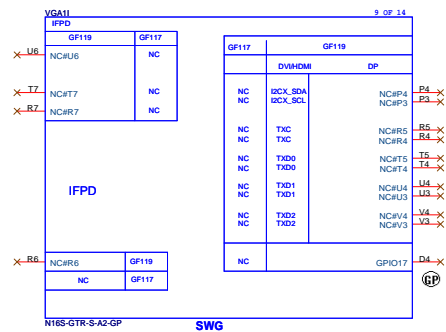 VGA1I 9 OF 14
IFPD
GF119 GF117
U6 NC#U6 NC
T7 NC#T7 NC
R7 NC#R7 NC
GF117 GF119
DVI/HDMI DP
NC I2CX_SDA NC#P4 P4
NC I2CX_SCL NC#P3 P3
NC TXC NC#R5 R5
NC TXC NC#R4 R4
NC TXD0 NC#T5 T5
NC TXD0 NC#T4 T4
NC TXD1 NC#U4 U4
NC TXD1 NC#U3 U3
NC TXD2 NC#V4 V4
NC TXD2 NC#V3 V3
IFPD
R6 NC#R6 GF119
NC GF117
NC GPIO17 D4
GP
N16S-GTR-S-A2-GP
SWG